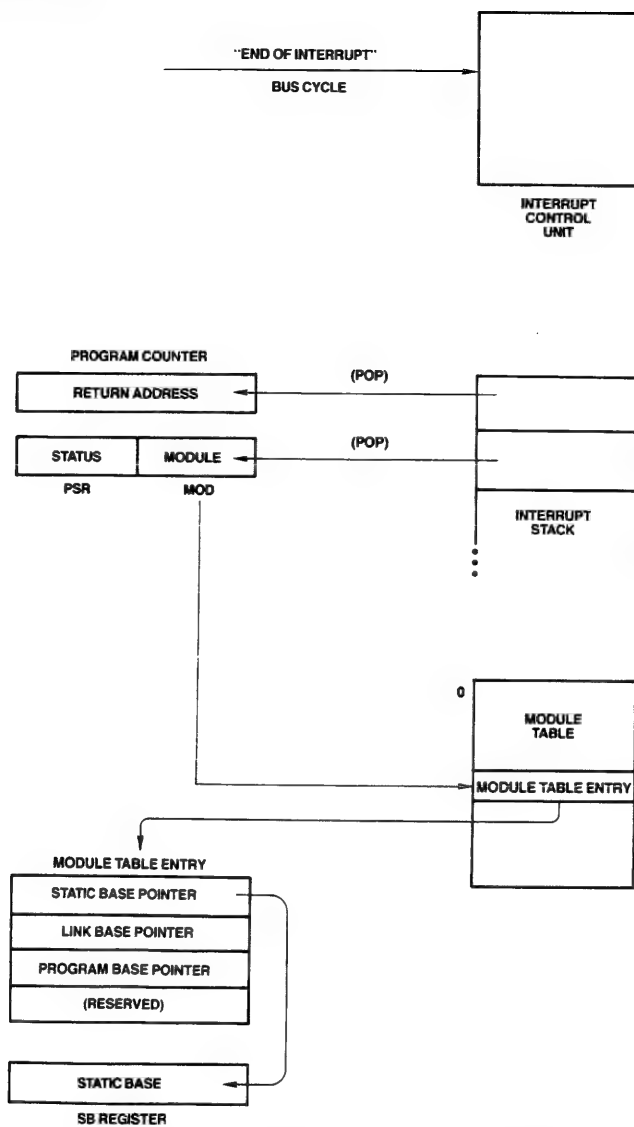 "END OF INTERRUPT"
BUS CYCLE
INTERRUPT
CONTROL
UNIT
PROGRAM COUNTER
RETURN ADDRESS
(POP)
STATUS
MODULE
(POP)
PSR
MOD
INTERRUPT
STACK
0
MODULE
TABLE
MODULE TABLE ENTRY
MODULE TABLE ENTRY
STATIC BASE POINTER
LINK BASE POINTER
PROGRAM BASE POINTER
(RESERVED)
STATIC BASE
SB REGISTER